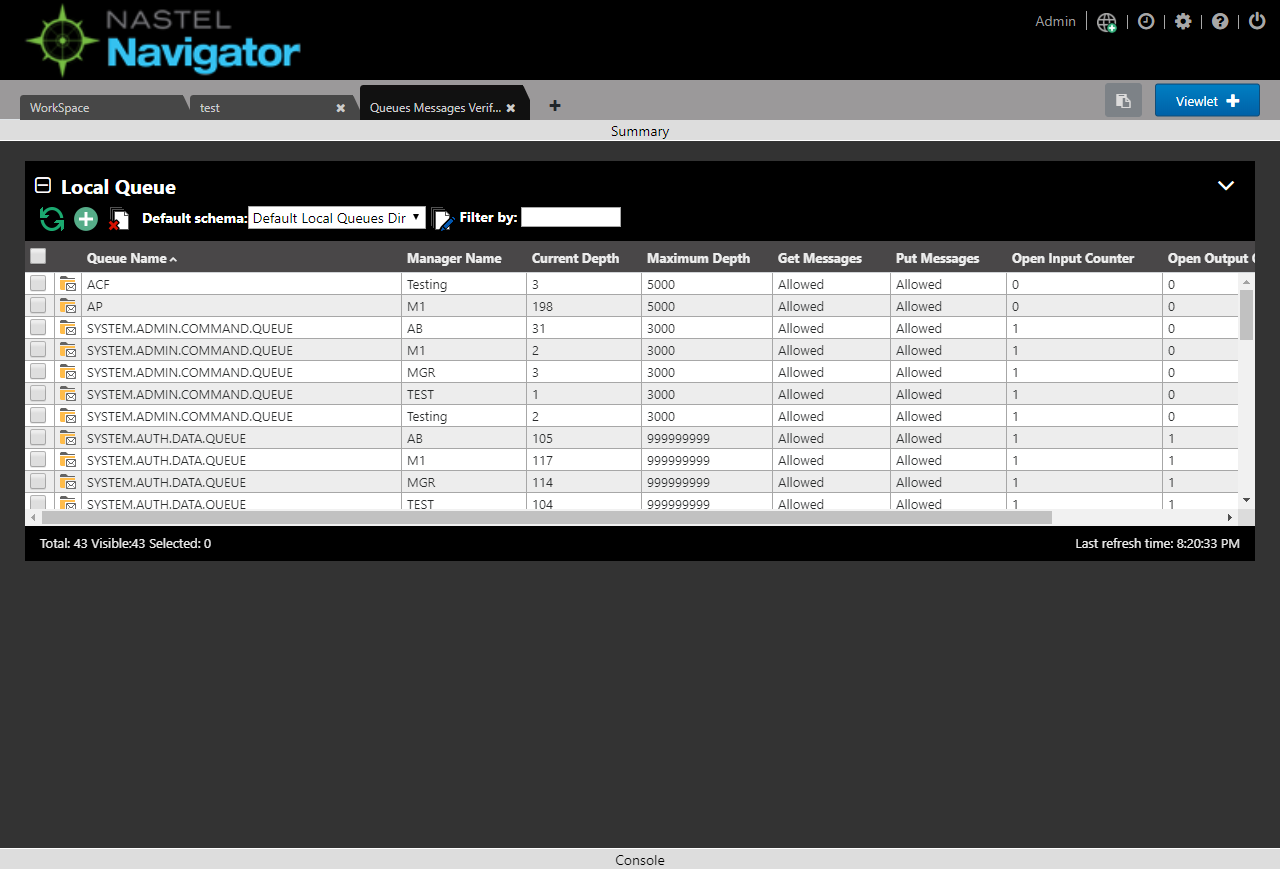 NASTEL
Navigator
Admin
WorkSpace test Queues Messages Verif... Viewlet
Summary
Local Queue
Default schema: Default Local Queues Dir Filter by:
Queue Name Manager Name Current Depth Maximum Depth Get Messages Put Messages Open Input Counter Open Output
ACF Testing 3 5000 Allowed Allowed 0 0
AP M1 198 5000 Allowed Allowed 0 0
SYSTEM.ADMIN.COMMAND.QUEUE AB 31 3000 Allowed Allowed 1 0
SYSTEM.ADMIN.COMMAND.QUEUE M1 2 3000 Allowed Allowed 1 0
SYSTEM.ADMIN.COMMAND.QUEUE MGR 3 3000 Allowed Allowed 1 0
SYSTEM.ADMIN.COMMAND.QUEUE TEST 1 3000 Allowed Allowed 1 0
SYSTEM.ADMIN.COMMAND.QUEUE Testing 2 3000 Allowed Allowed 1 0
SYSTEM.AUTH.DATA.QUEUE AB 105 999999999 Allowed Allowed 1 1
SYSTEM.AUTH.DATA.QUEUE M1 117 999999999 Allowed Allowed 1 1
SYSTEM.AUTH.DATA.QUEUE MGR 114 999999999 Allowed Allowed 1 1
SYSTEM.AUTH.DATA.QUEUE TEST 104 999999999 Allowed Allowed 1 1
Total: 43 Visible:43 Selected: 0 Last refresh time: 8:20:33 PM
Console